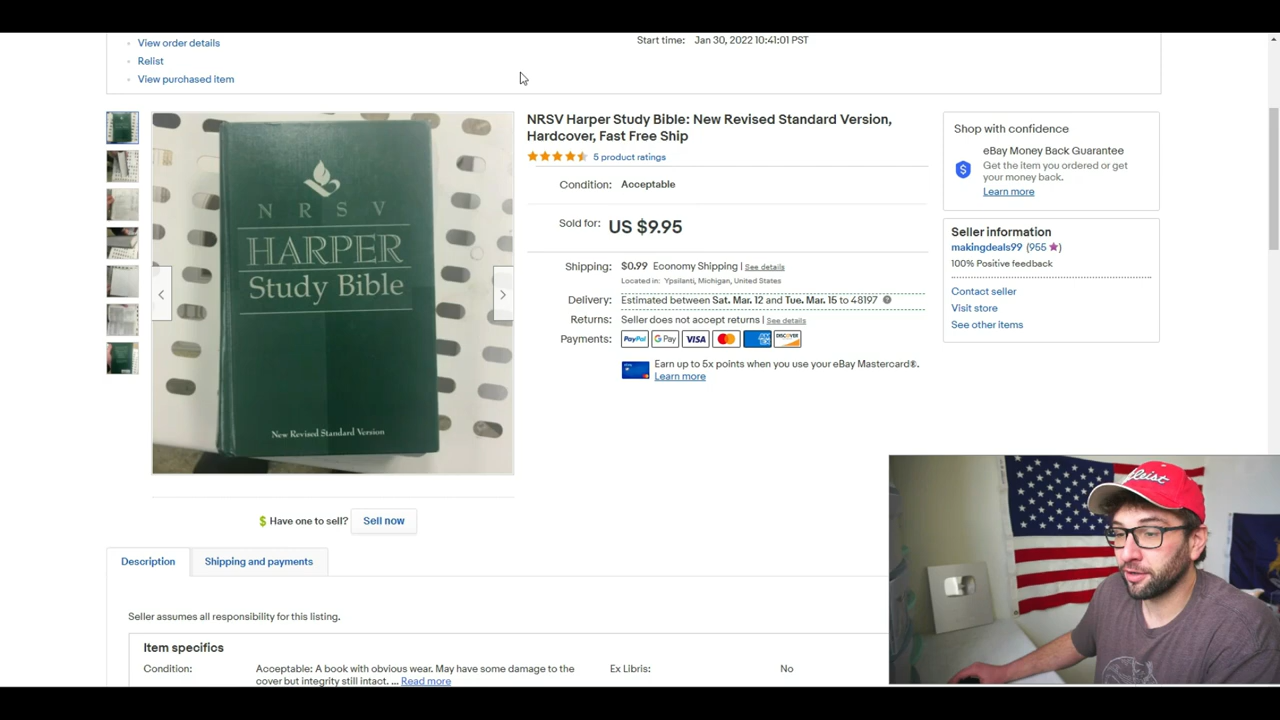 View order details
Start time: Jan 30, 2022 10:41:01 PST
Relist
View purchased item
NRSV Harper Study Bible: New Revised Standard Version,
Hardcover, Fast Free Ship
5 product ratings
Condition: Acceptable
Sold for: US $9.95
Shipping: $0.99 Economy Shipping | See details
Located in: Ypsilanti, Michigan, United States
Delivery: Estimated between Sat. Mar. 12 and Tue. Mar. 15 to 48197
Returns: Seller does not accept returns | See details
Payments: PayPal G Pay VISA DISCOVER
Earn up to 5x points when you use your eBay Mastercard®.
Learn more
Shop with confidence
eBay Money Back Guarantee
Get the item you ordered or get
your money back.
Learn more
Seller information
makingdeals99 (955 ★)
100% Positive feedback
Contact seller
Visit store
See other items
NRSV
HARPER
Study Bible
New Revised Standard Version
Have one to sell? Sell now
Description Shipping and payments
Seller assumes all responsibility for this listing.
Item specifics
Condition: Acceptable: A book with obvious wear. May have some damage to the Ex Libris: No
cover but integrity still intact. ... Read more